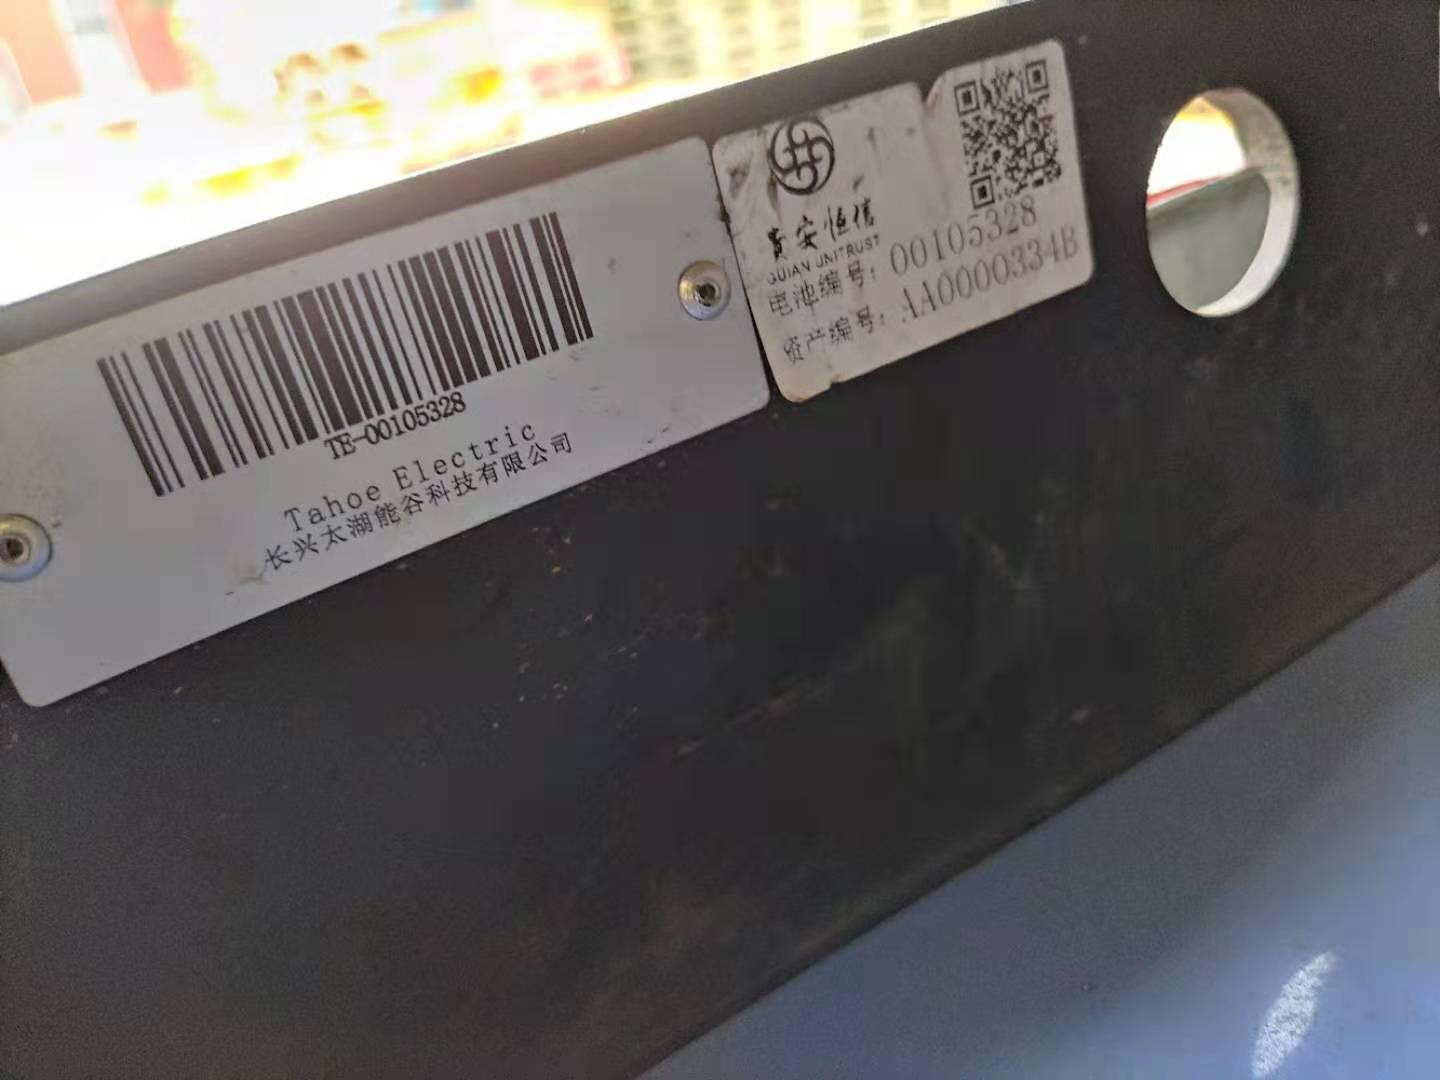 TE-00105328
Tahoe Electric
长兴太湖能谷科技有限公司
贵安恒信
GUIAN UNITRUST
电池编号: 00105328
资产编号: AA0000334B